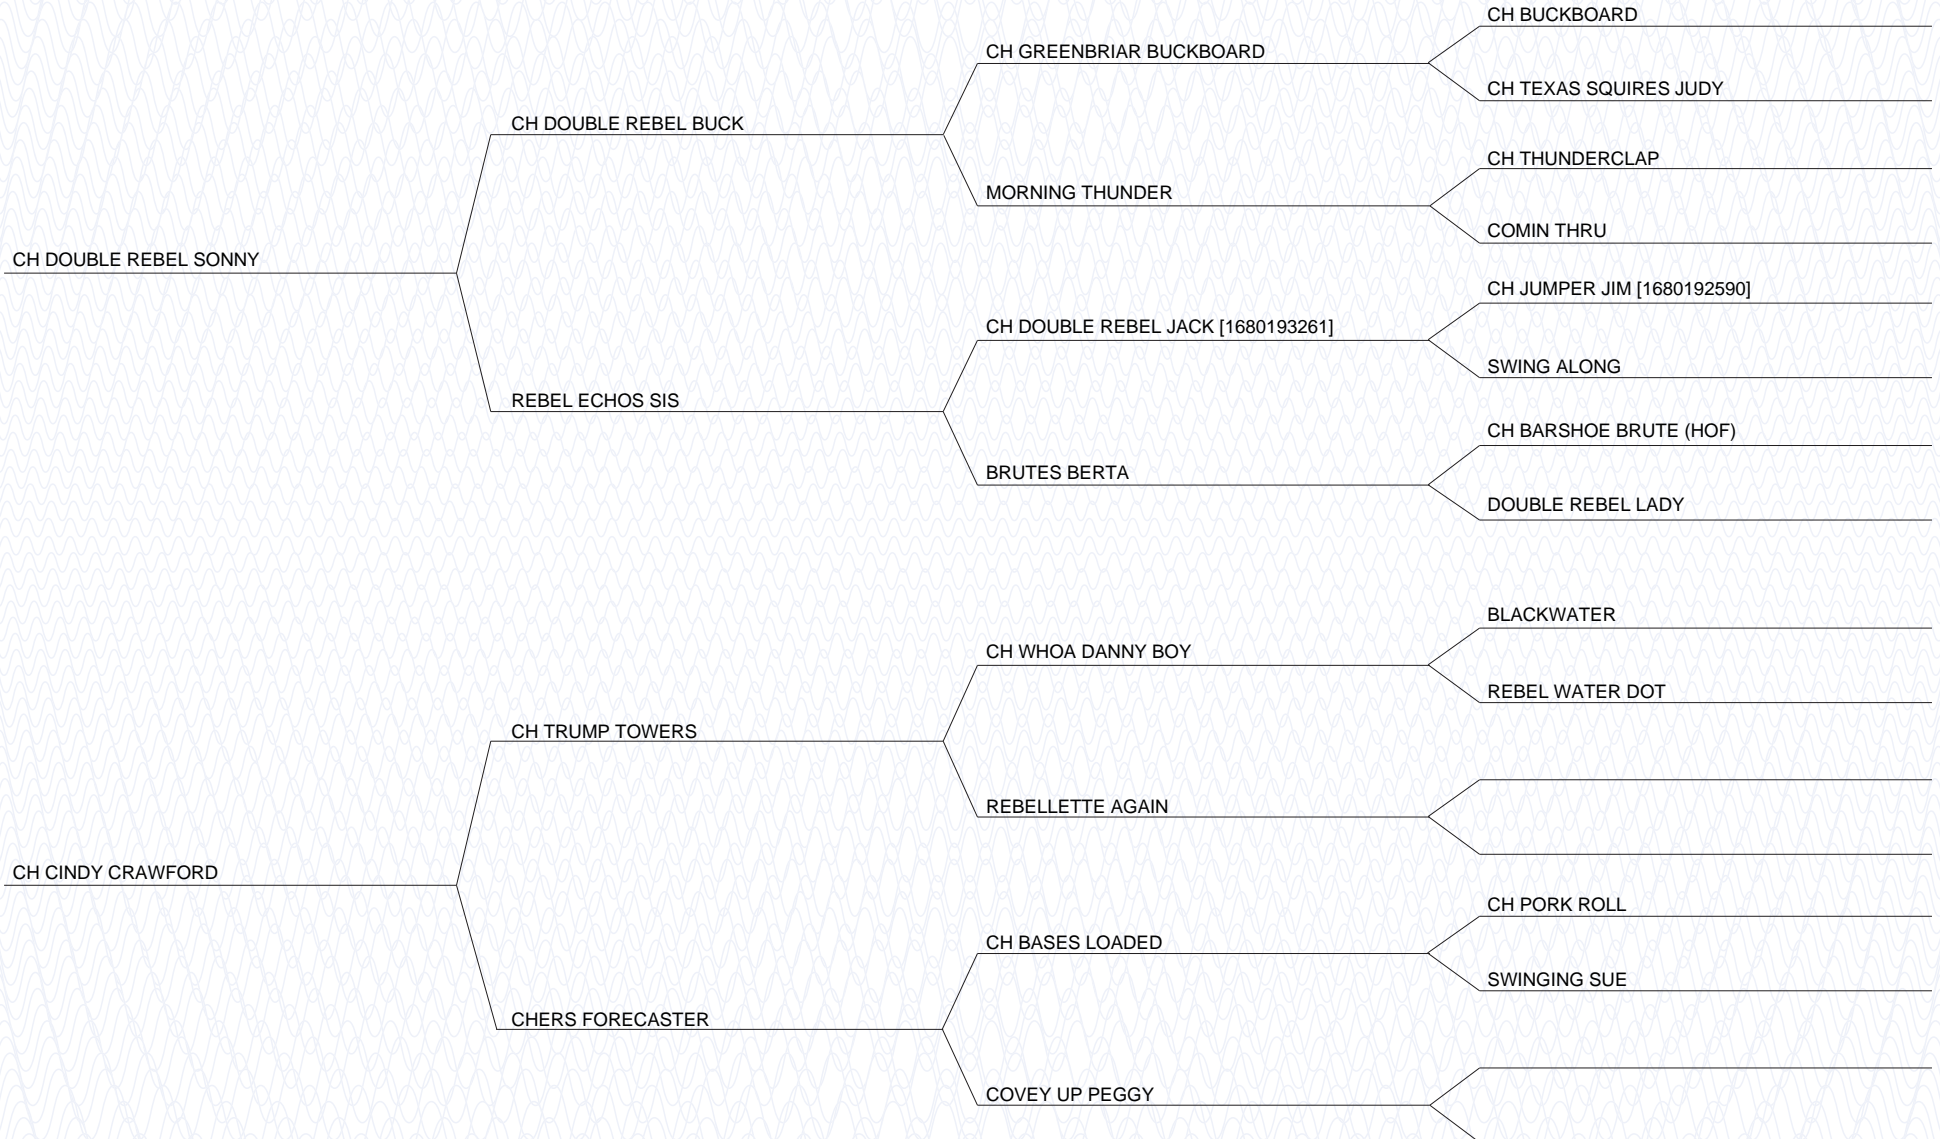 CH BUCKBOARD
CH GREENBRIAR BUCKBOARD
CH TEXAS SQUIRES JUDY
CH DOUBLE REBEL BUCK
CH THUNDERCLAP
MORNING THUNDER
COMIN THRU
CH DOUBLE REBEL SONNY
CH JUMPER JIM [1680192590]
CH DOUBLE REBEL JACK [1680193261]
SWING ALONG
REBEL ECHOS SIS
CH BARSHOE BRUTE (HOF)
BRUTES BERTA
DOUBLE REBEL LADY
BLACKWATER
CH WHOA DANNY BOY
REBEL WATER DOT
CH TRUMP TOWERS
REBELLETTE AGAIN
CH CINDY CRAWFORD
CH PORK ROLL
CH BASES LOADED
SWINGING SUE
CHERS FORECASTER
COVEY UP PEGGY